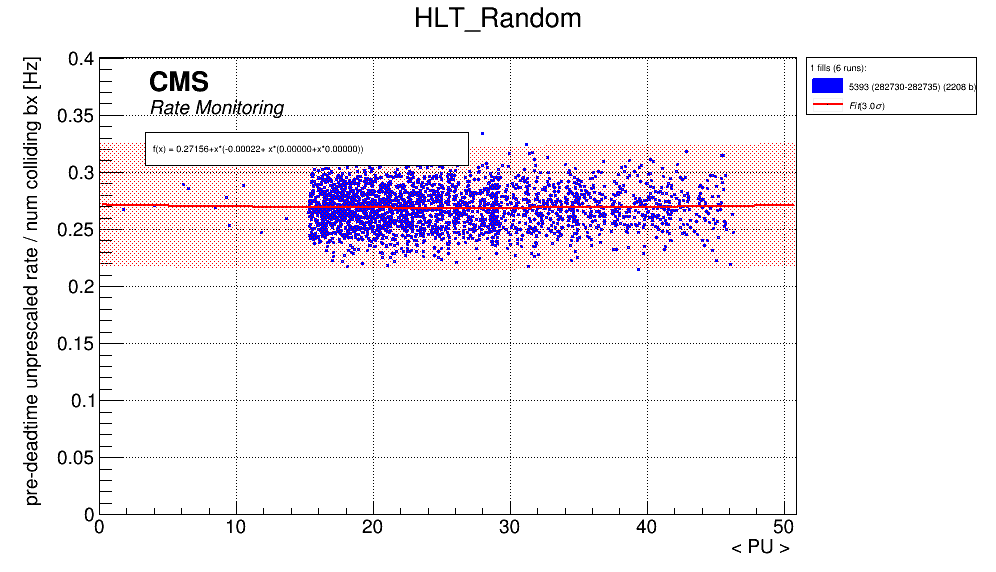 HLT_Random
pre-deadtime unprescaled rate / num colliding bx [Hz]
CMS
Rate Monitoring
f(x) = 0.27156+x*(-0.00022+ x*(0.00000+x*0.00000))
0.4
0.35
0.3
0.25
0.2
0.15
0.1
0.05
0
0 10 20 30 40 50
< PU >
1 fills (6 runs):
5393 (282730-282735) (2208 b)
Fit(3.0σ)